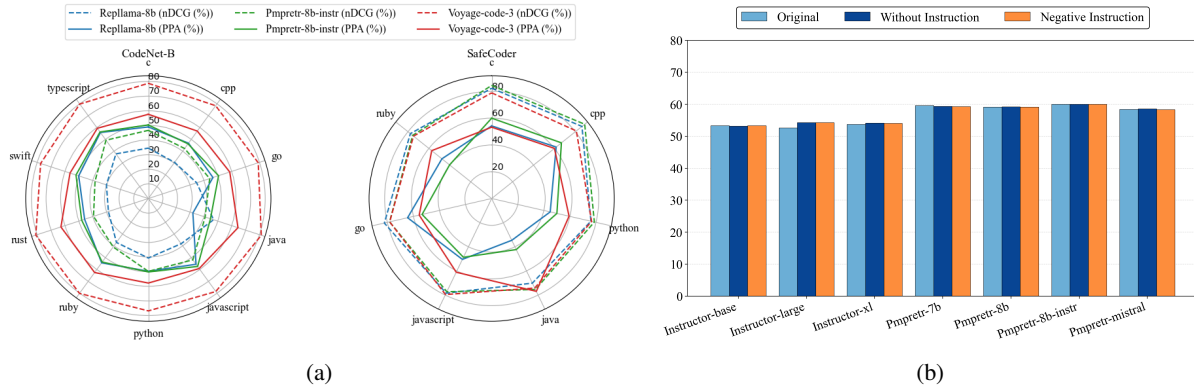 Repllama-8b (nDCG (%))
Repllama-8b (PPA (%))
Pmpretr-8b-instr (nDCG (%))
Pmpretr-8b-instr (PPA (%))
Voyage-code-3 (nDCG (%))
Voyage-code-3 (PPA (%))
CodeNet-B
c
cpp
go
java
javascript
python
ruby
rust
swift
typescript
80
70
60
50
40
30
20
10
SafeCoder
c
cpp
python
java
javascript
go
ruby
80
60
40
20
(a)
Original
Without Instruction
Negative Instruction
80
70
60
50
40
30
20
10
0
Instructor-base
Instructor-large
Instructor-xl
Pmpretr-7b
Pmpretr-8b
Pmpretr-8b-instr
Pmpretr-mistral
(b)